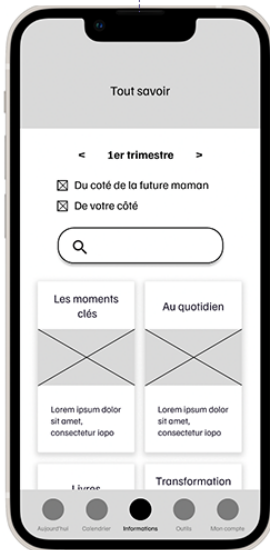 Tout savoir
< 1er trimestre >
Du coté de la future maman
De votre côté
Les moments
clés
Au quotidien
Lorem ipsum dolor
sit amet,
consectetur iopo
Lorem ipsum dolor
sit amet,
consectetur iopo
Livres
Transformation
Aujourd'hui
Calendrier
Informations
Outils
Mon compte